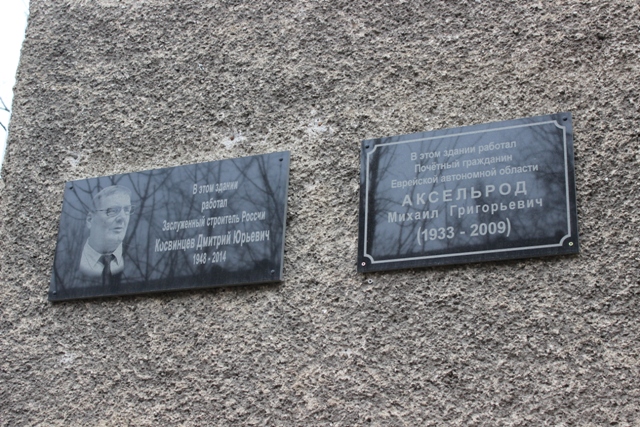 В этом здании
работал
Заслуженный строитель России
Косвинцев Дмитрий Юрьевич
1948 - 2014
В этом здании работал
Почётный гражданин
Еврейской автономной области
АКСЕЛЬРОД
Михаил Григорьевич
(1933 - 2009)